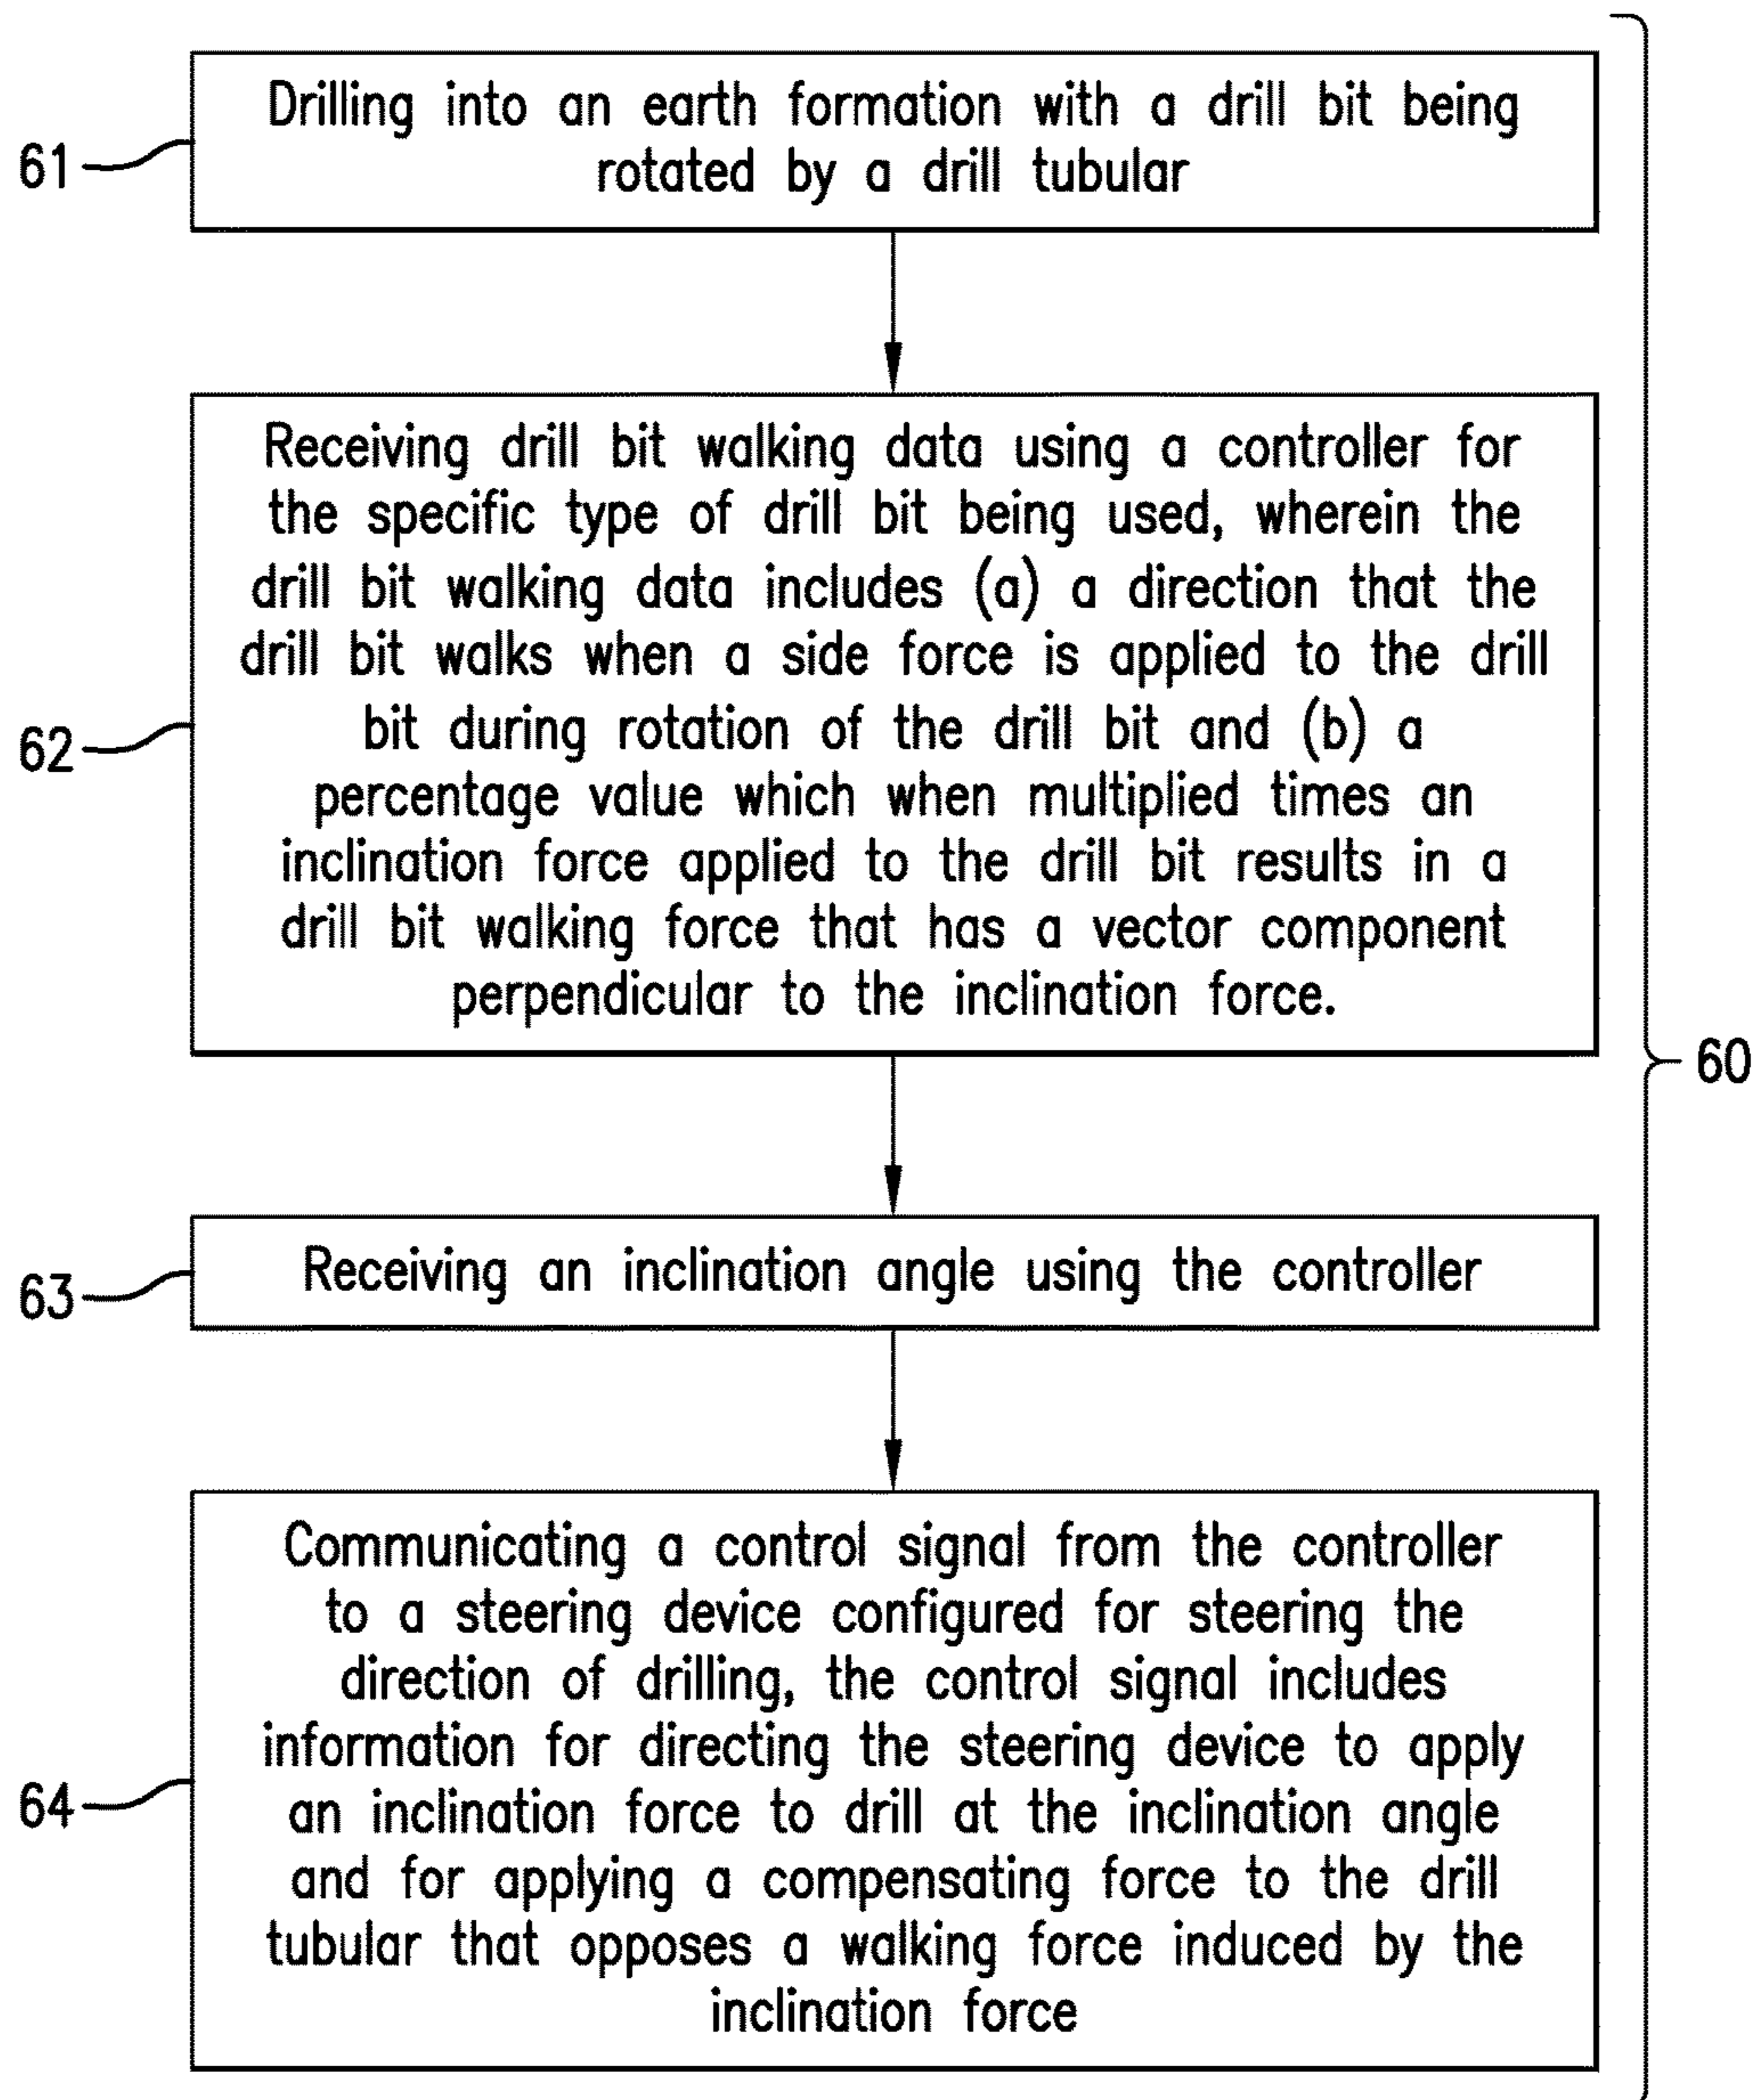 Drilling into an earth formation with a drill bit being
rotated by a drill tubular
61
Receiving drill bit walking data using a controller for
the specific type of drill bit being used, wherein the
drill bit walking data includes (a) a direction that the
drill bit walks when a side force is applied to the drill
bit during rotation of the drill bit and (b) a
percentage value which when multiplied times an
inclination force applied to the drill bit results in a
drill bit walking force that has a vector component
perpendicular to the inclination force.
62
60
Receiving an inclination angle using the controller
63
Communicating a control signal from the controller
to a steering device configured for steering the
direction of drilling, the control signal includes
information for directing the steering device to apply
an inclination force to drill at the inclination angle
and for applying a compensating force to the drill
tubular that opposes a walking force induced by the
inclination force
64